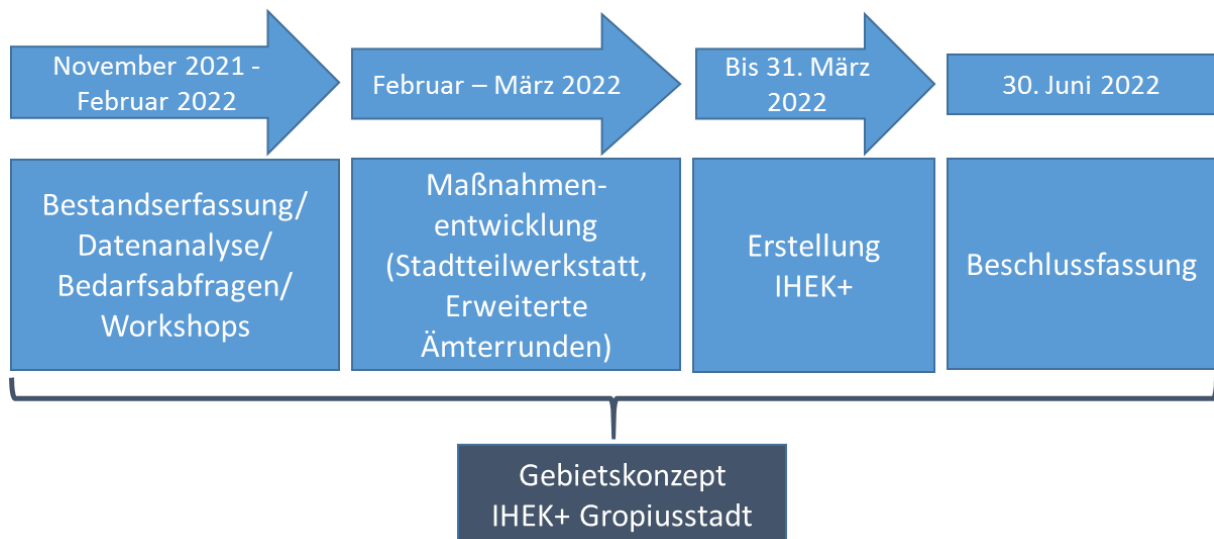 November 2021 -
Februar 2022
Februar – März 2022
Bis 31. März
2022
30. Juni 2022
Bestandserfassung/
Datenanalyse/
Bedarfsabfragen/
Workshops
Maßnahmen-
entwicklung
(Stadtteilwerkstatt,
Erweiterte
Ämterrunden)
Erstellung
IHEK+
Beschlussfassung
Gebietskonzept
IHEK+ Gropiusstadt